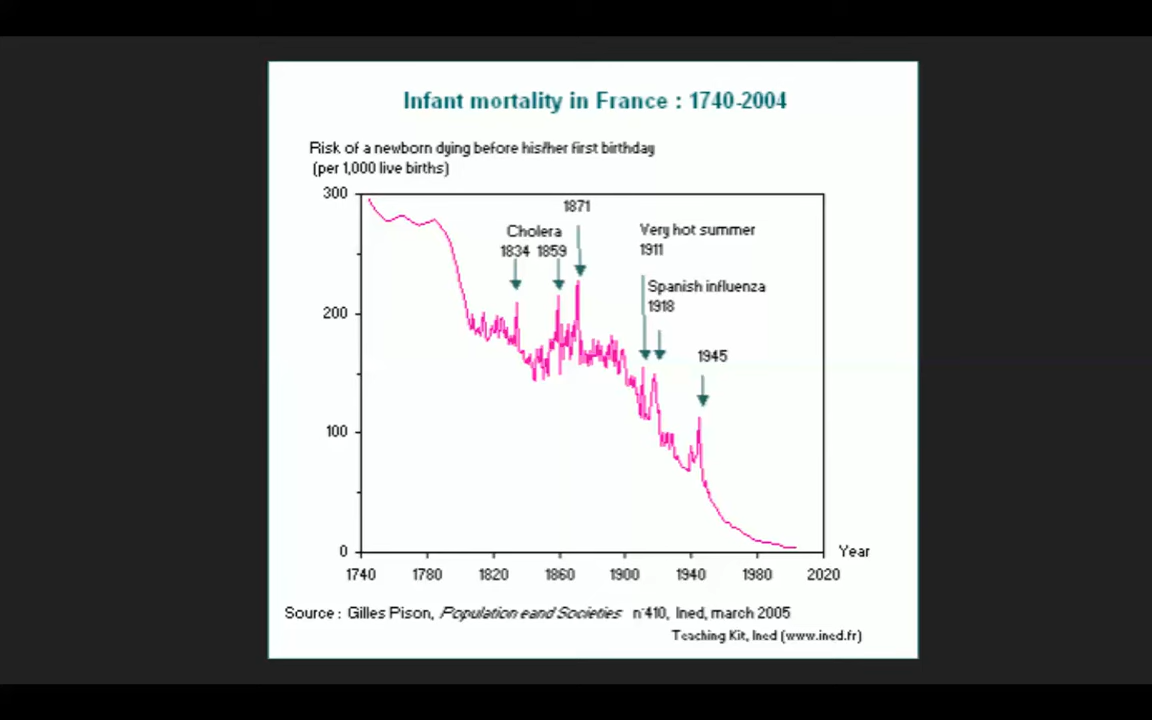 Infant mortality in France : 1740-2004
Risk of a newborn dying before his/her first birthday
(per 1,000 live births)
300
1871
Cholera
1834 1859
Very hot summer
1911
Spanish influenza
1918
200
1945
100
0
Year
1740 1780 1820 1860 1900 1940 1980 2020
Source : Gilles Pison, Population eand Societies n°410, Ined, march 2005
Teaching Kit, Ined (www.ined.fr)